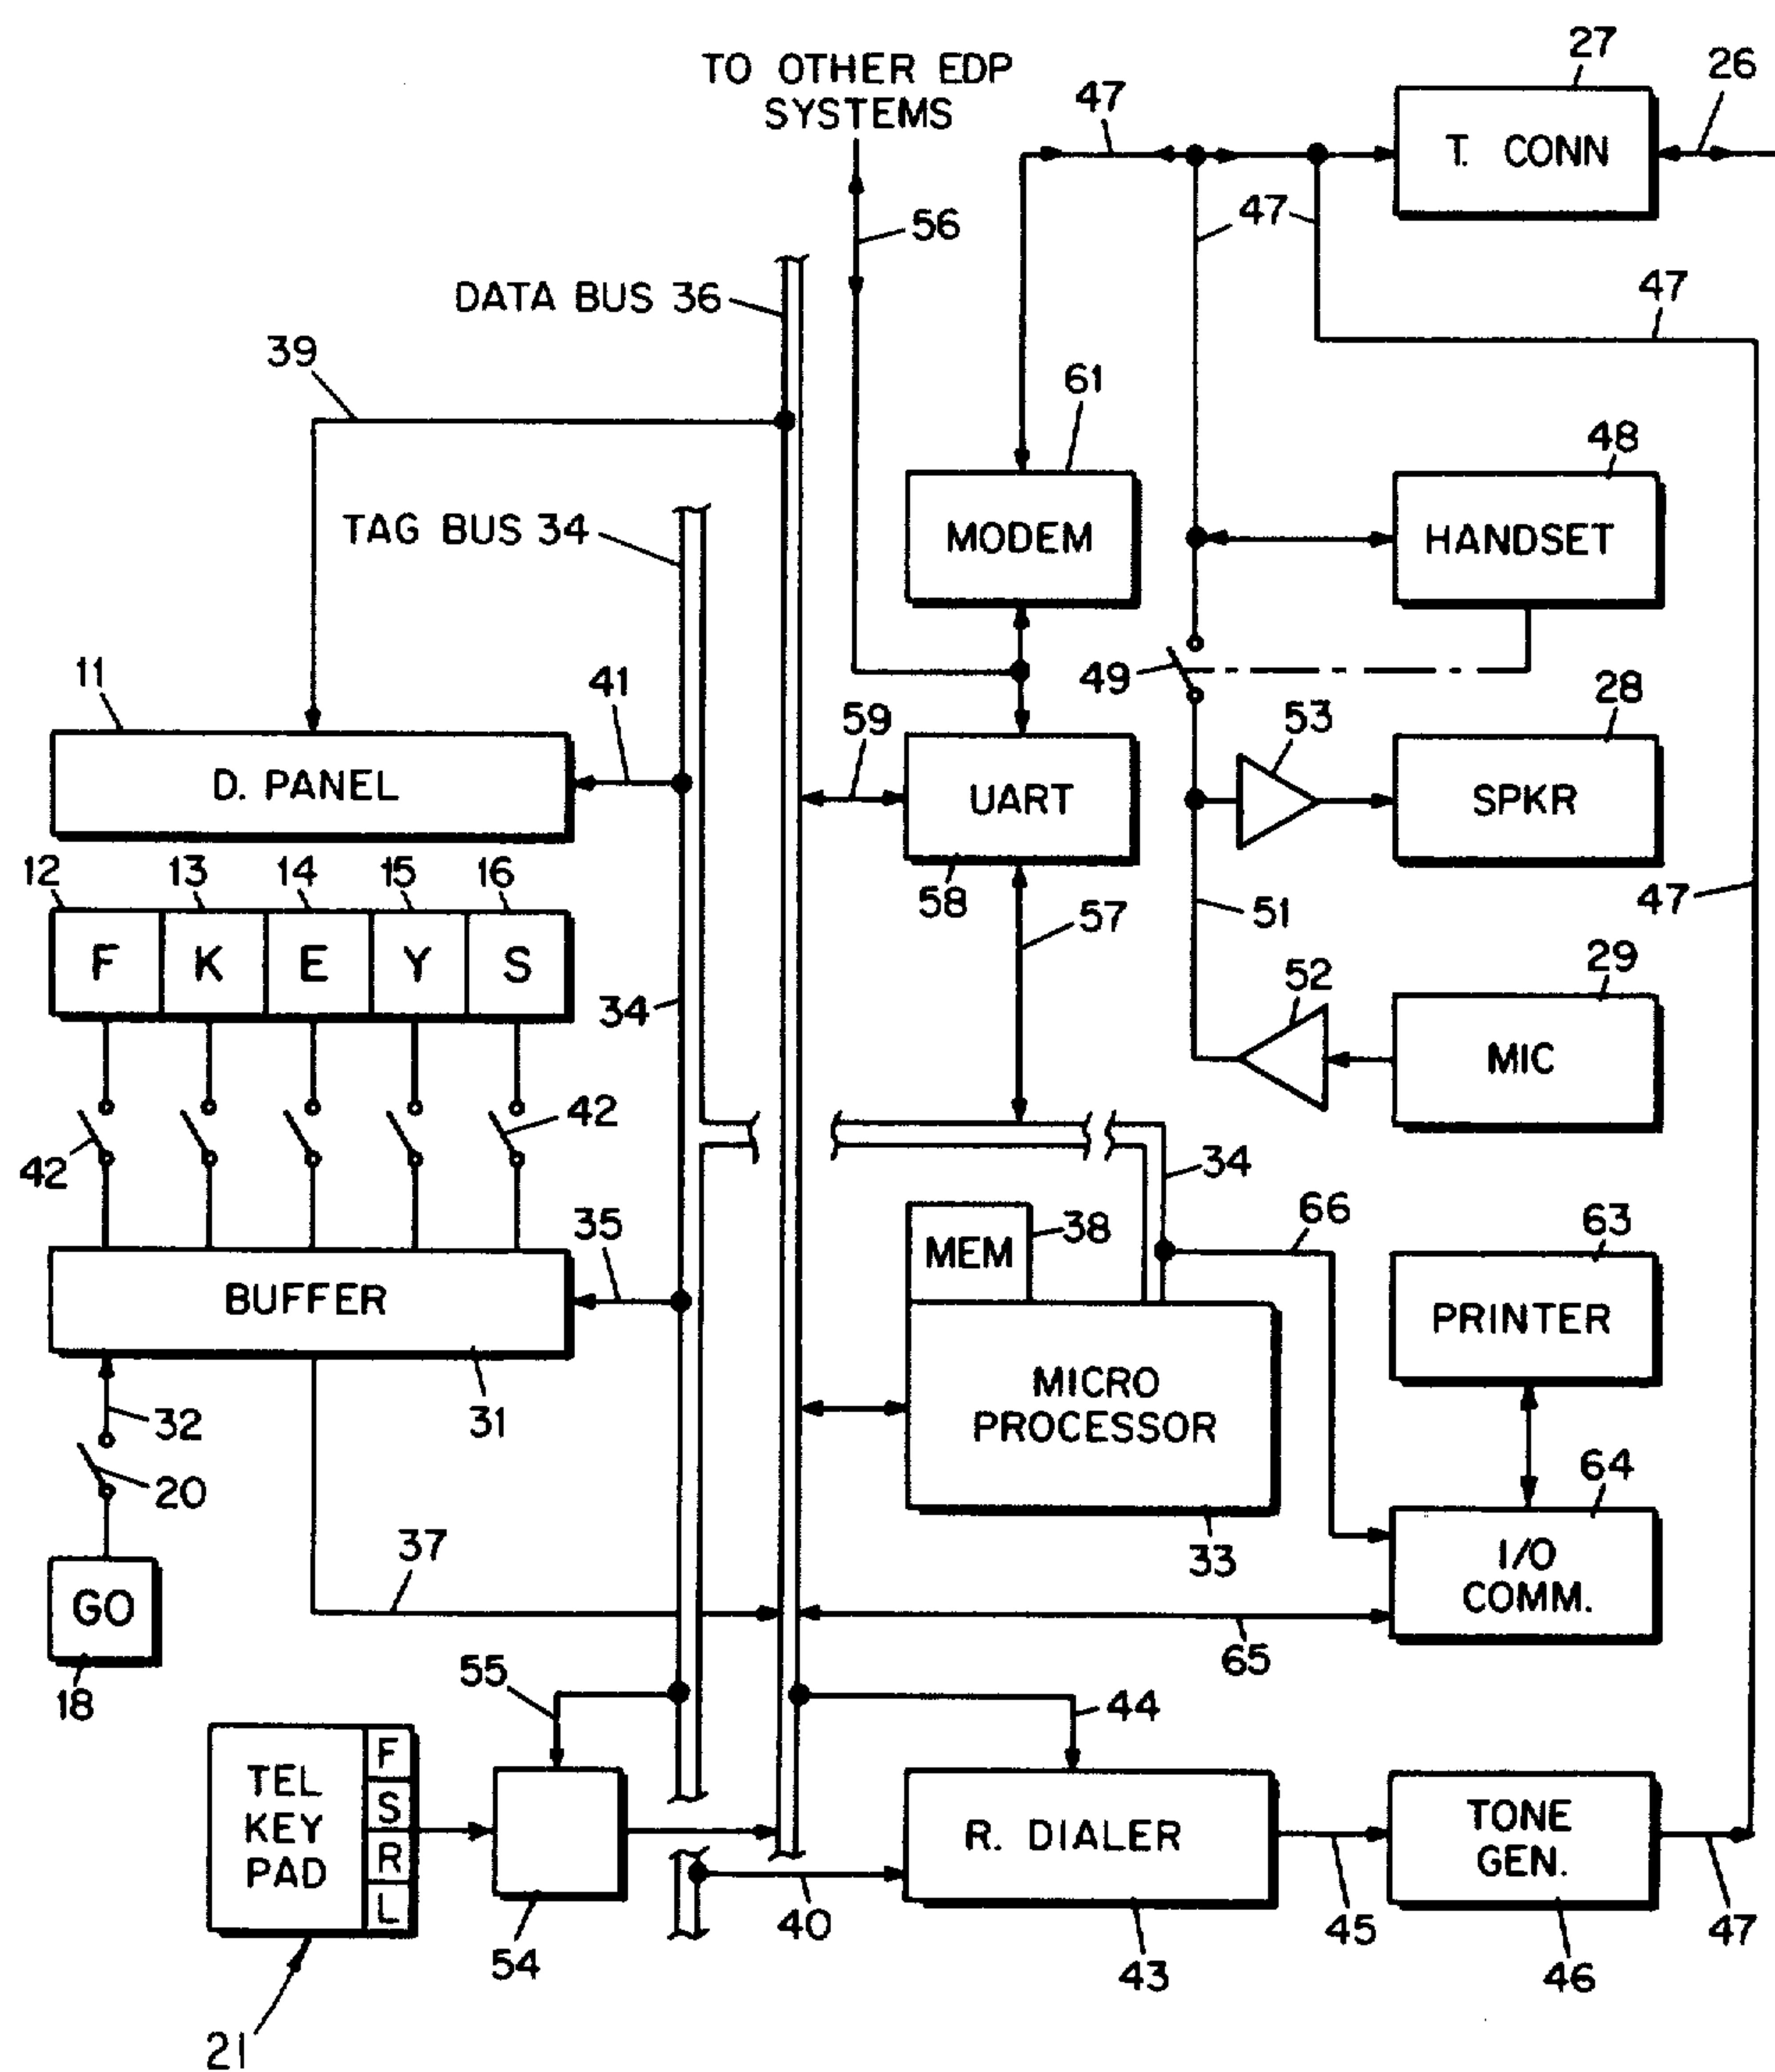 TO OTHER EDP
SYSTEMS
47
27
26
T. CONN
56
47
DATA BUS 36
47
39
61
48
TAG BUS 34
MODEM
HANDSET
11
41
49
28
59
53
D. PANEL
UART
SPKR
12
13
14
15
16
58
57
51
47
F
K
E
Y
S
34
52
29
MIC
42
42
34
35
MEM
38
66
63
BUFFER
PRINTER
32
31
MICRO
PROCESSOR
20
64
37
33
I/O
COMM.
GO
18
55
65
44
TEL
KEY
PAD
F
S
R
L
R. DIALER
TONE
GEN.
54
40
43
45
46
47
21